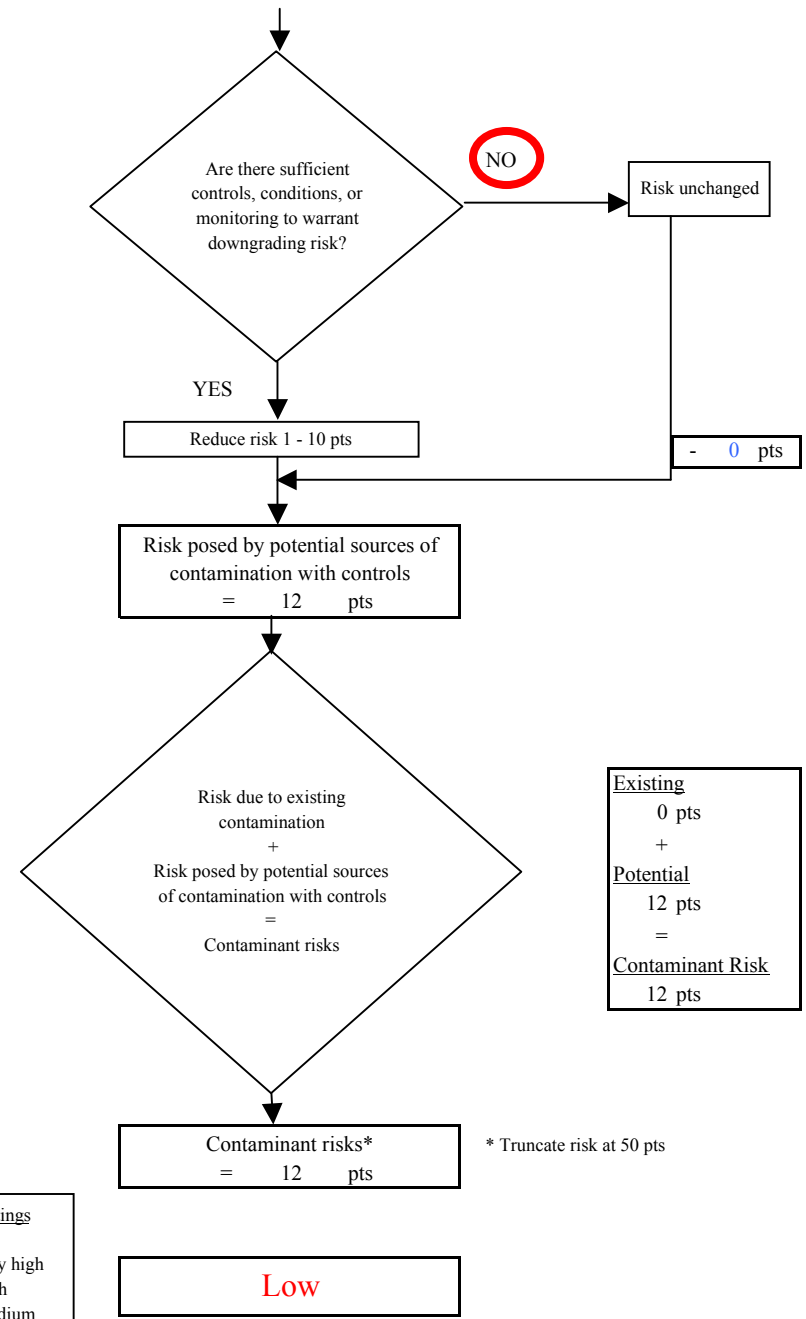 Are there sufficient
controls, conditions, or
monitoring to warrant
downgrading risk?
NO
Risk unchanged
YES
Reduce risk 1 - 10 pts
- 0 pts
Risk posed by potential sources of
contamination with controls
= 12 pts
Risk due to existing
contamination
+
Risk posed by potential sources
of contamination with controls
=
Contaminant risks
Existing
0 pts
+
Potential
12 pts
=
Contaminant Risk
12 pts
Contaminant risks*
= 12 pts
* Truncate risk at 50 pts
high
Low